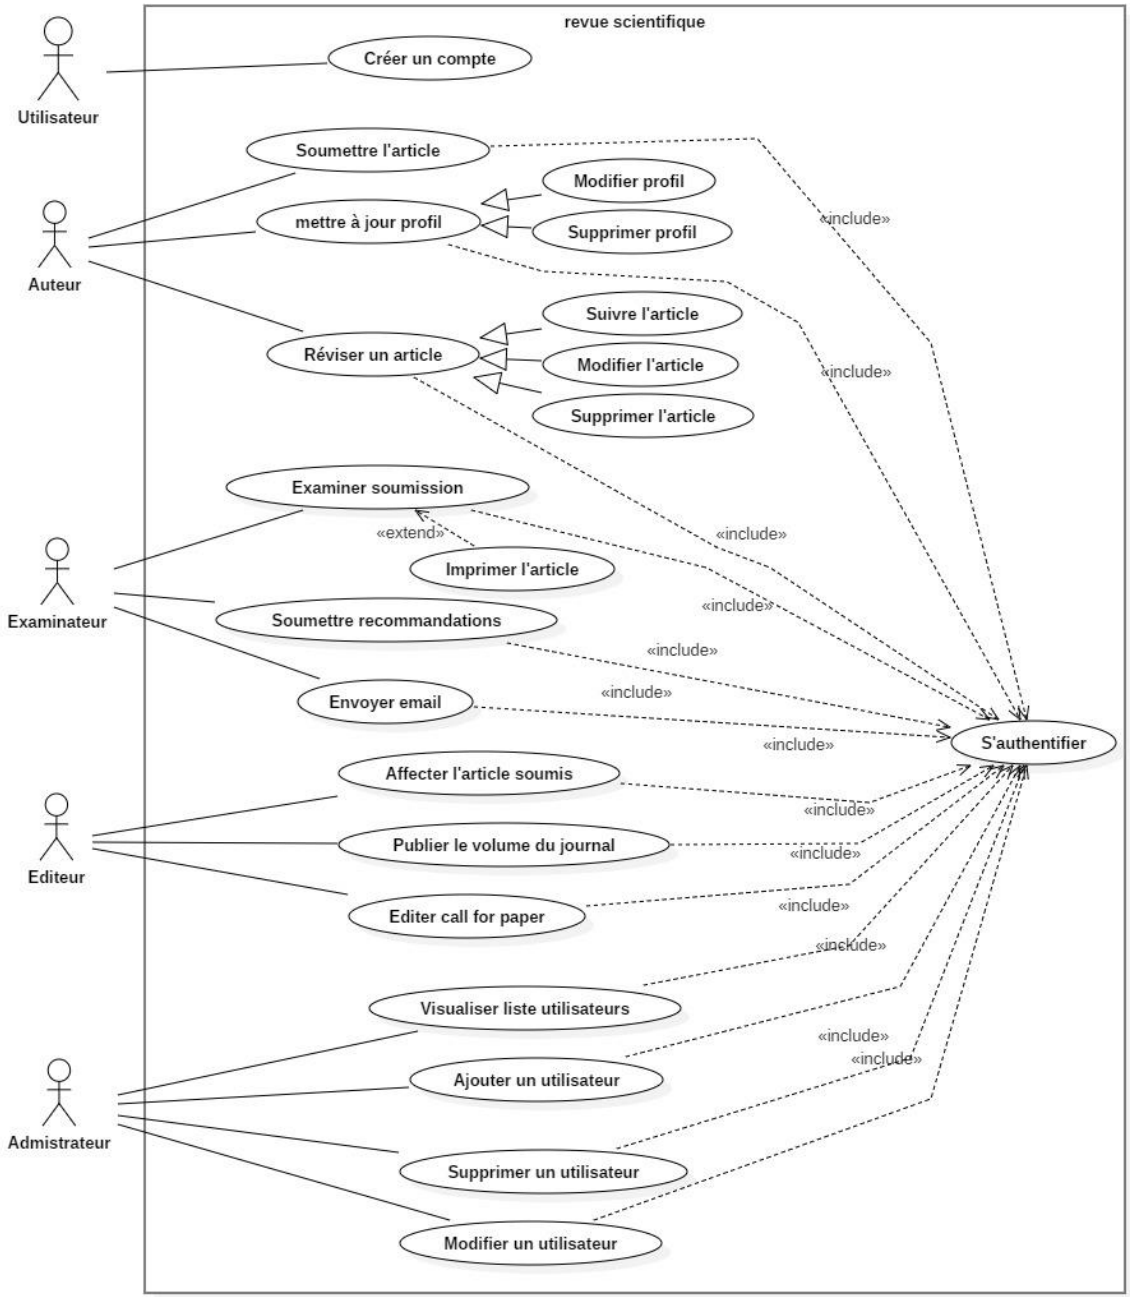 revue scientifique
Créer un compte
Utilisateur
Soumettre l'article
Modifier profil
«include»
mettre à jour profil
Supprimer profil
Auteur
Suivre l'article
Réviser un article
Modifier l'article
«include»
Supprimer l'article
Examiner soumission
«extend»
«include»
Imprimer l'article
«include»
Examinateur
Soumettre recommandations
«include»
«include»
Envoyer email
S'authentifier
«include»
Affecter l'article soumis
«include»
Publier le volume du journal
«include»
Editeur
«include»
Editer call for paper
«include»
Visualiser liste utilisateurs
«include»
«include»
Ajouter un utilisateur
Admistrateur
Supprimer un utilisateur
Modifier un utilisateur